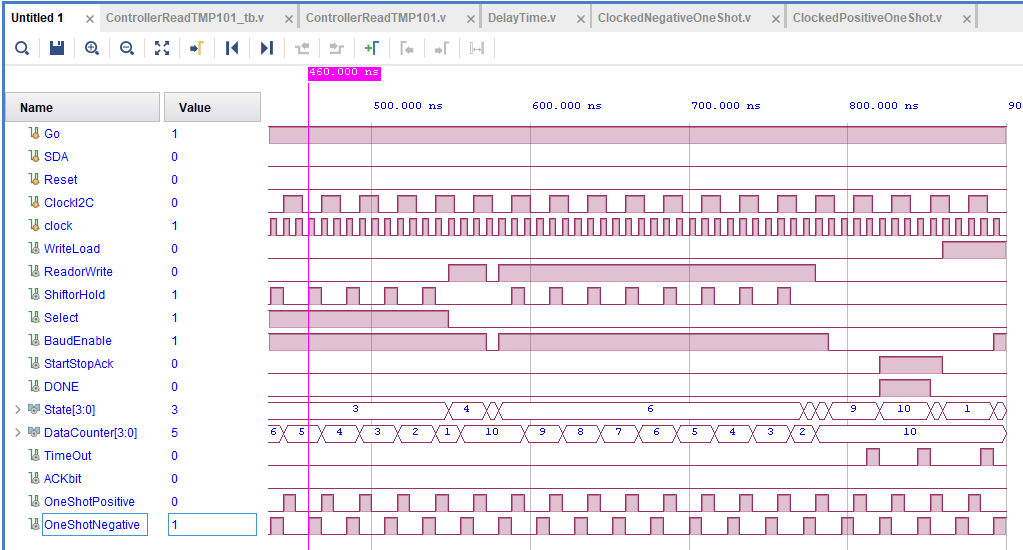 Untitled 1 × ControllerReadTMP101_tb.v × ControllerReadTMP101.v × DelayTime.v × ClockedNegativeOneShot.v × ClockedPositiveOneShot.v ×
460.000 ns
Name Value 500.000 ns 600.000 ns 700.000 ns 800.000 ns 90
Go 1
SDA 0
Reset 0
ClockI2C 0
clock 1
WriteLoad 0
ReadorWrite 0
ShiftorHold 1
Select 1
BaudEnable 1
StartStopAck 0
DONE 0
State[3:0] 3 3 4 6 9 10 1
DataCounter[3:0] 5 6 5 4 3 2 1 10 9 8 7 6 5 4 3 2 10
TimeOut 0
ACKbit 0
OneShotPositive 0
OneShotNegative 1